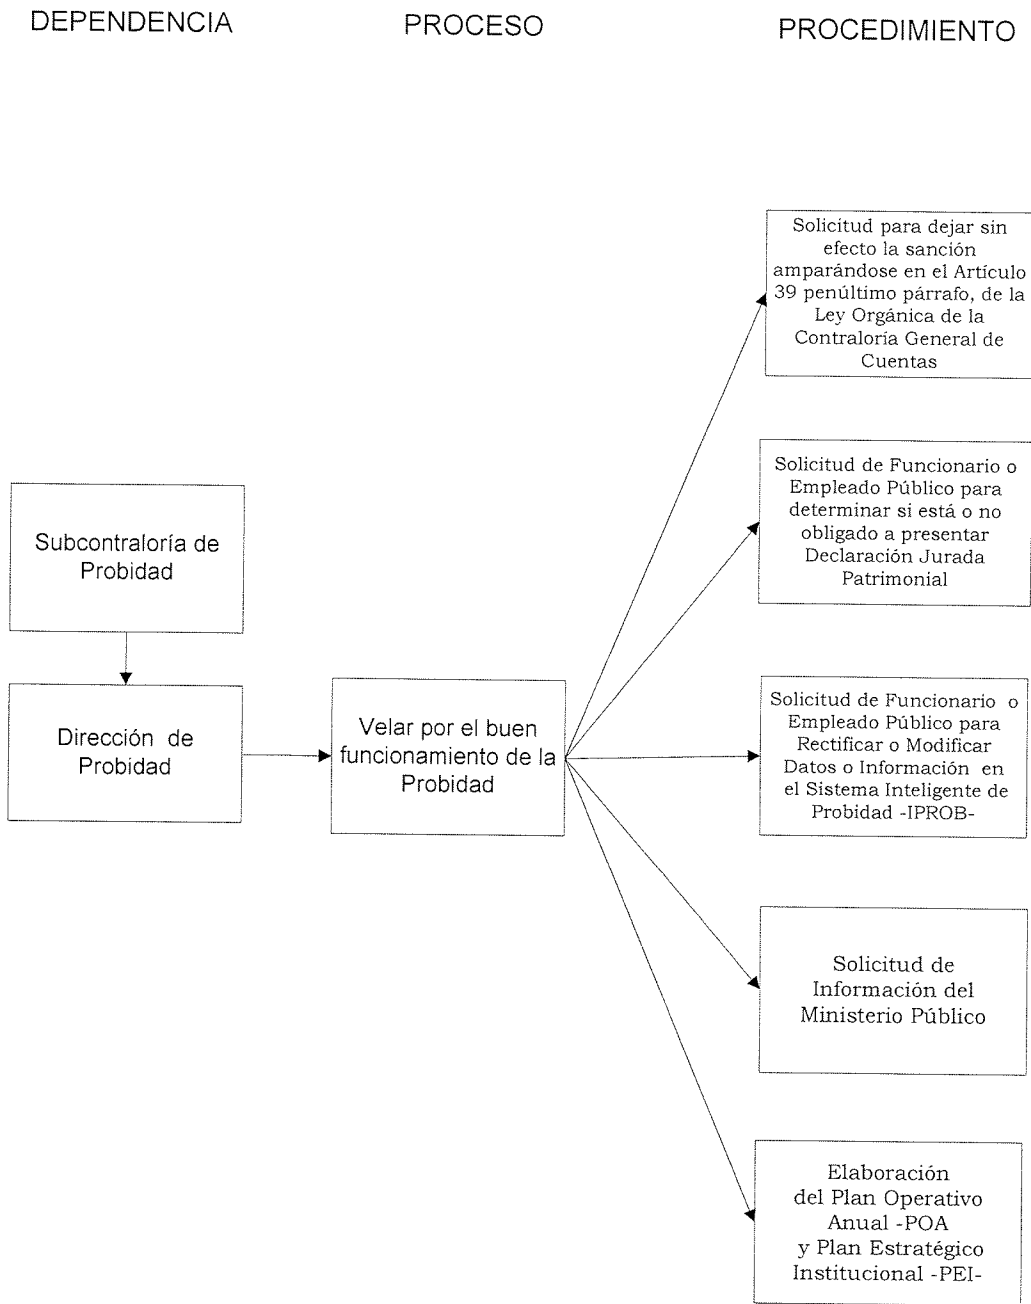 DEPENDENCIA
PROCESO
PROCEDIMIENTO
Solicitud para dejar sin
efecto la sanción
amparándose en el Artículo
39 penúltimo párrafo, de la
Ley Orgánica de la
Contraloría General de
Cuentas
Solicitud de Funcionario o
Empleado Público para
determinar si está o no
obligado a presentar
Declaración Jurada
Patrimonial
Subcontraloría de
Probidad
Dirección de
Probidad
Velar por el buen
funcionamiento de la
Probidad
Solicitud de Funcionario o
Empleado Público para
Rectificar o Modificar
Datos o Información en
el Sistema Inteligente de
Probidad -IPROB-
Solicitud de
Información del
Ministerio Público
Elaboración
del Plan Operativo
Anual -POA
y Plan Estratégico
Institucional -PEI-